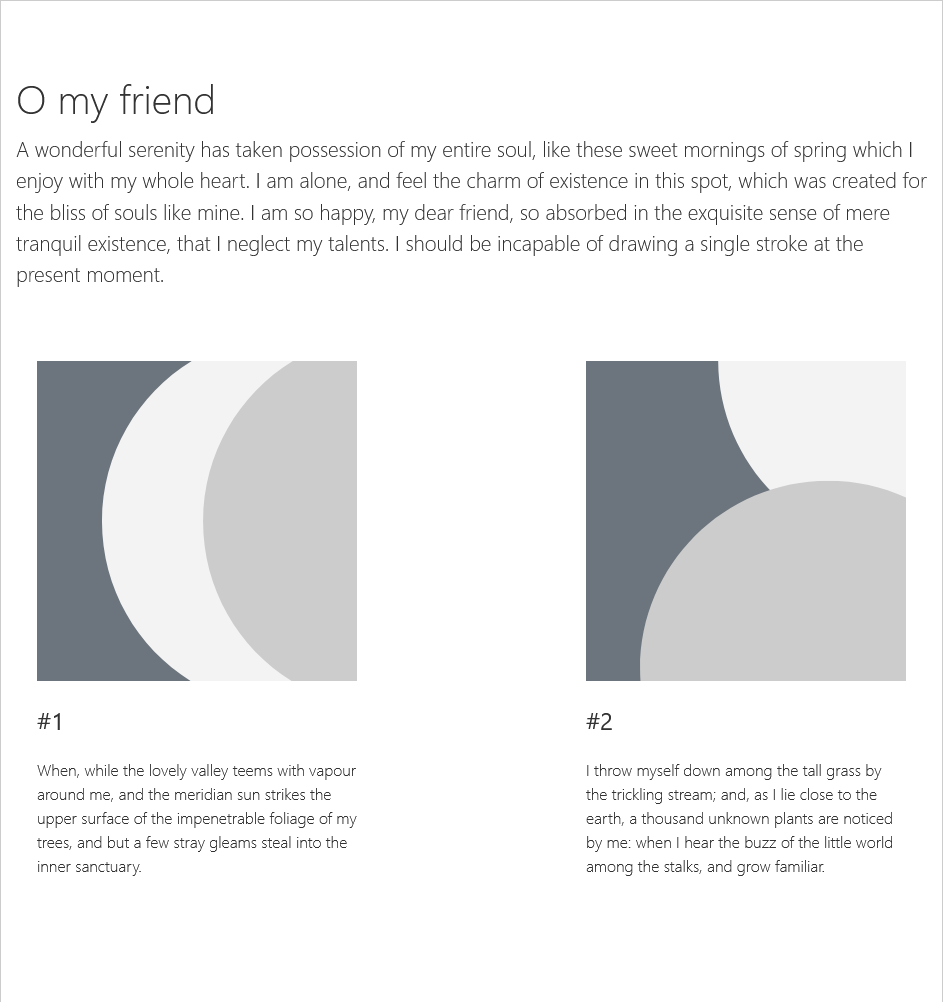 O my friend
A wonderful serenity has taken possession of my entire soul, like these sweet mornings of spring which I
enjoy with my whole heart. I am alone, and feel the charm of existence in this spot, which was created for
the bliss of souls like mine. I am so happy, my dear friend, so absorbed in the exquisite sense of mere
tranquil existence, that I neglect my talents. I should be incapable of drawing a single stroke at the
present moment.
#1
When, while the lovely valley teems with vapour
around me, and the meridian sun strikes the
upper surface of the impenetrable foliage of my
trees, and but a few stray gleams steal into the
inner sanctuary.
#2
I throw myself down among the tall grass by
the trickling stream; and, as I lie close to the
earth, a thousand unknown plants are noticed
by me: when I hear the buzz of the little world
among the stalks, and grow familiar.